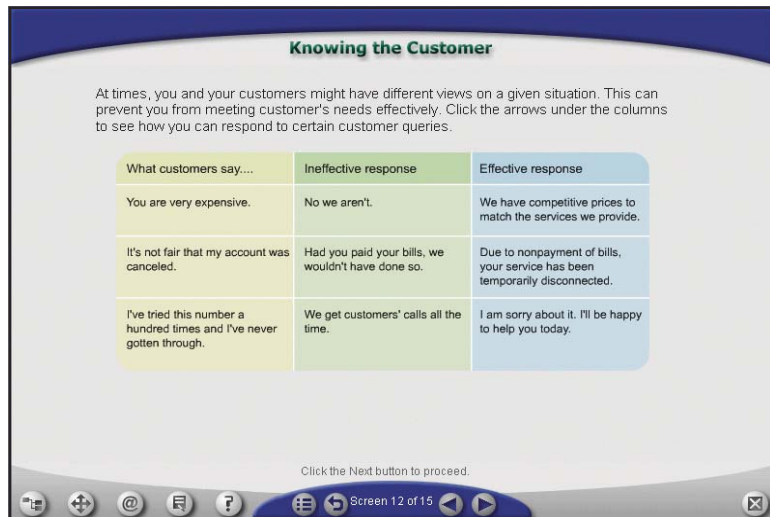 Knowing the Customer
At times, you and your customers might have different views on a given situation. This can
prevent you from meeting customer's needs effectively. Click the arrows under the columns
to see how you can respond to certain customer queries.
What customers say....
Ineffective response
Effective response
You are very expensive.
No we aren't.
We have competitive prices to
match the services we provide.
It's not fair that my account was
canceled.
Had you paid your bills, we
wouldn't have done so.
Due to nonpayment of bills,
your service has been
temporarily disconnected.
I've tried this number a
hundred times and I've never
gotten through.
We get customers' calls all the
time.
I am sorry about it. I'll be happy
to help you today.
Click the Next button to proceed.
@
?
Screen 12 of 15